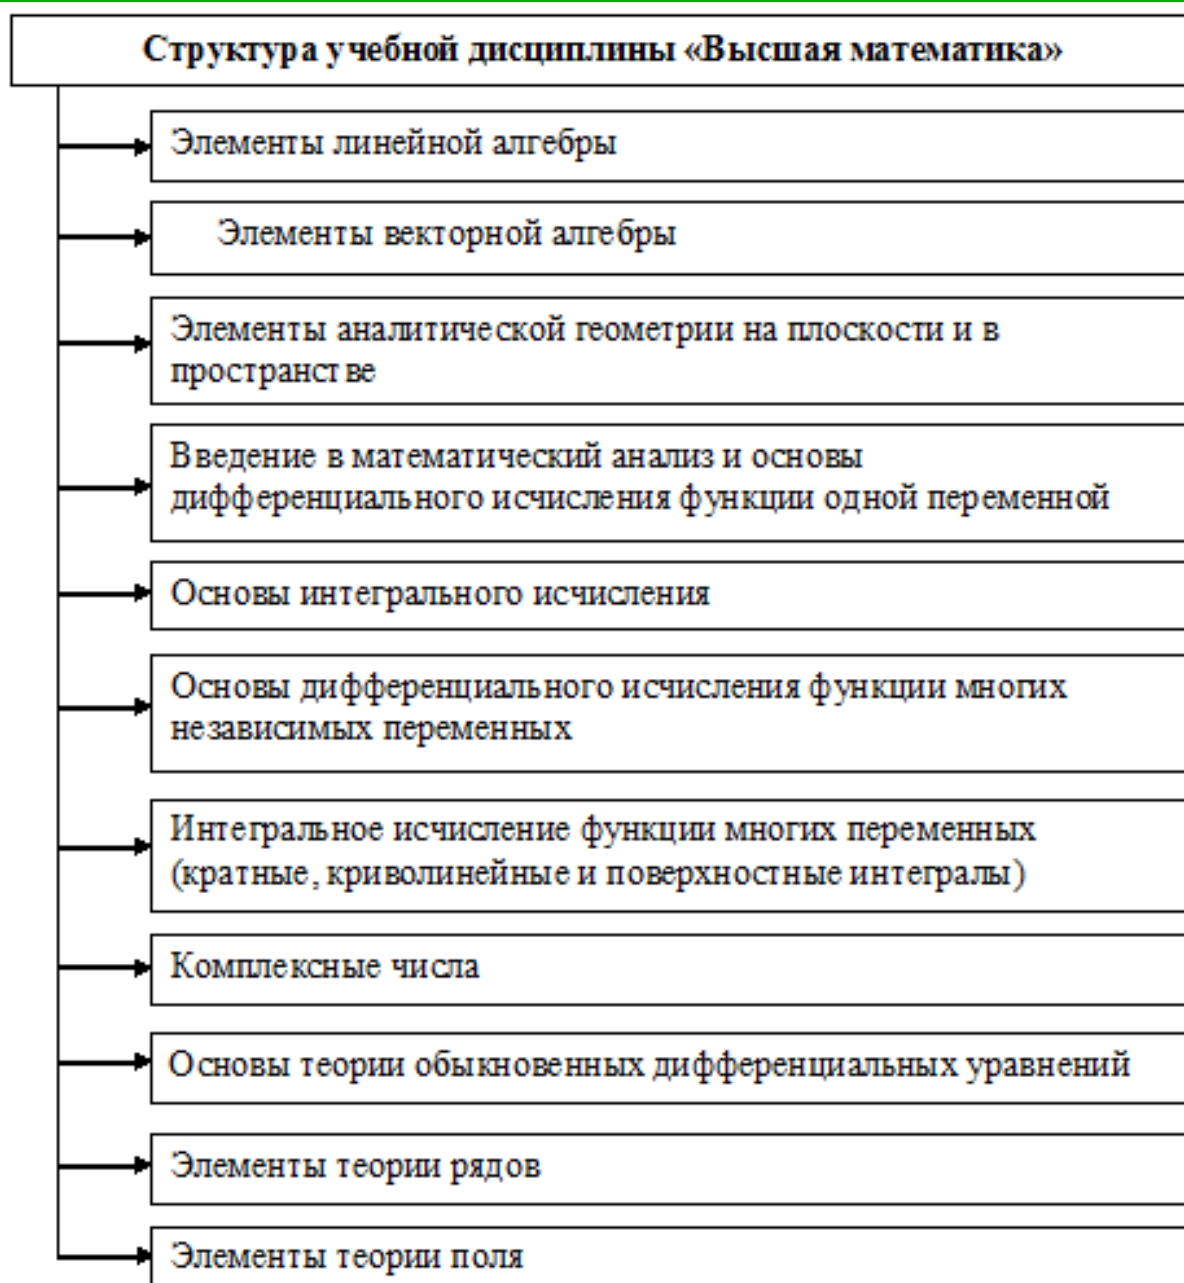 Структура учебной дисциплины «Высшая математика»
Элементы линейной алгебры
Элементы векторной алгебры
Элементы аналитической геометрии на плоскости и в
пространстве
Введение в математический анализ и основы
дифференциального исчисления функции одной переменной
Основы интегрального исчисления
Основы дифференциального исчисления функции многих
независимых переменных
Интегральное исчисление функции многих переменных
(кратные, криволинейные и поверхностные интегралы)
Комплексные числа
Основы теории обыкновенных дифференциальных уравнений
Элементы теории рядов
Элементы теории поля